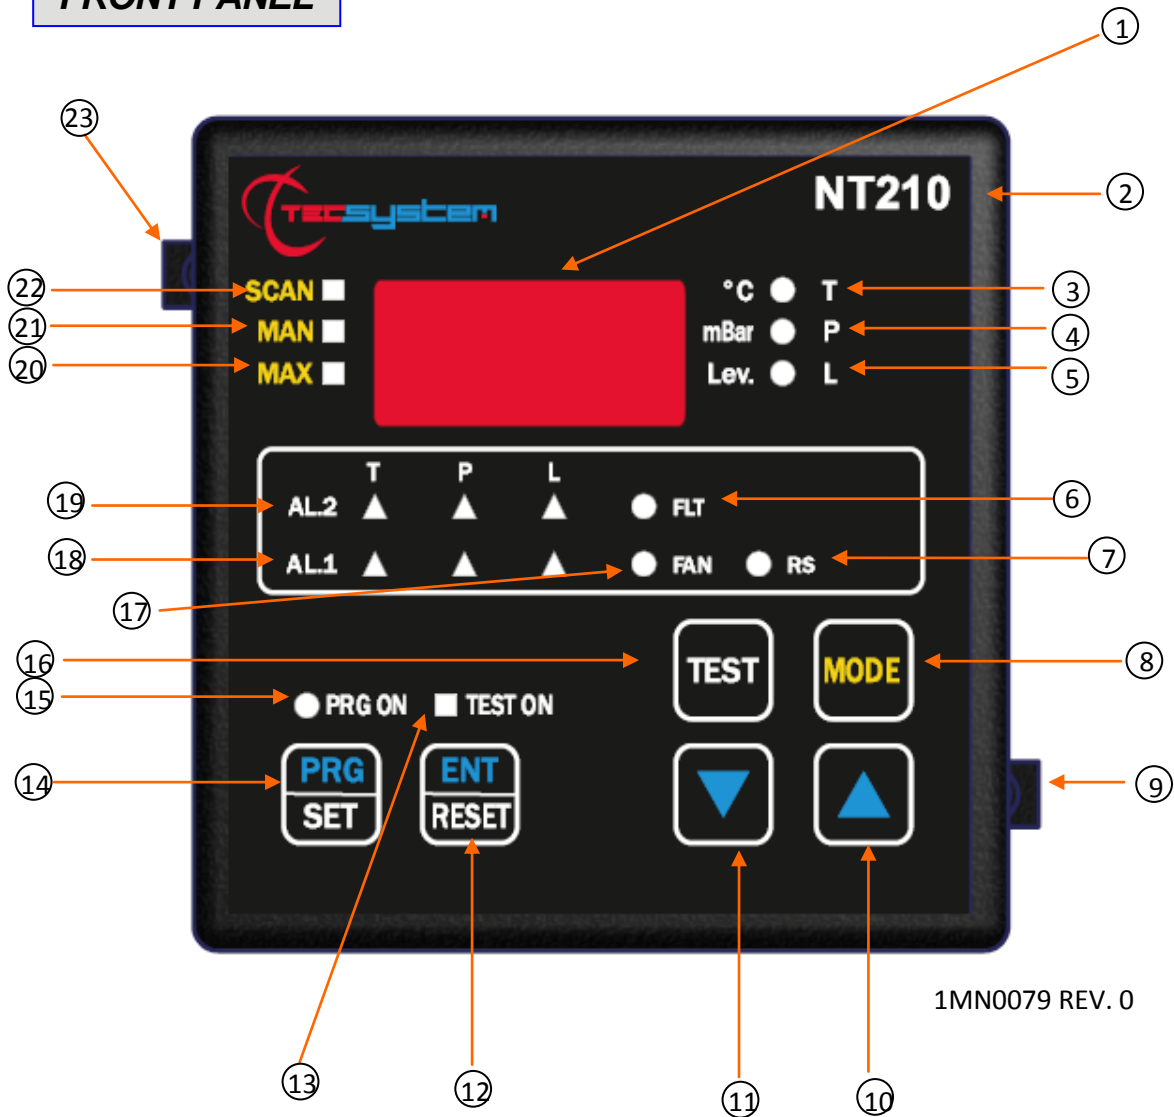 FRONT PANEL
1
23
NT210
2
TECSYSTEM
22 SCAN °C T 3
21 MAN mBar P 4
20 MAX Lev. L 5
T P L
19 AL.2 FLT 6
18 AL.1 FAN RS 7
17
16 TEST MODE 8
15 PRG ON TEST ON
14 PRG ENT 9
SET RESET
1MN0079 REV. 0
13 12 11 10